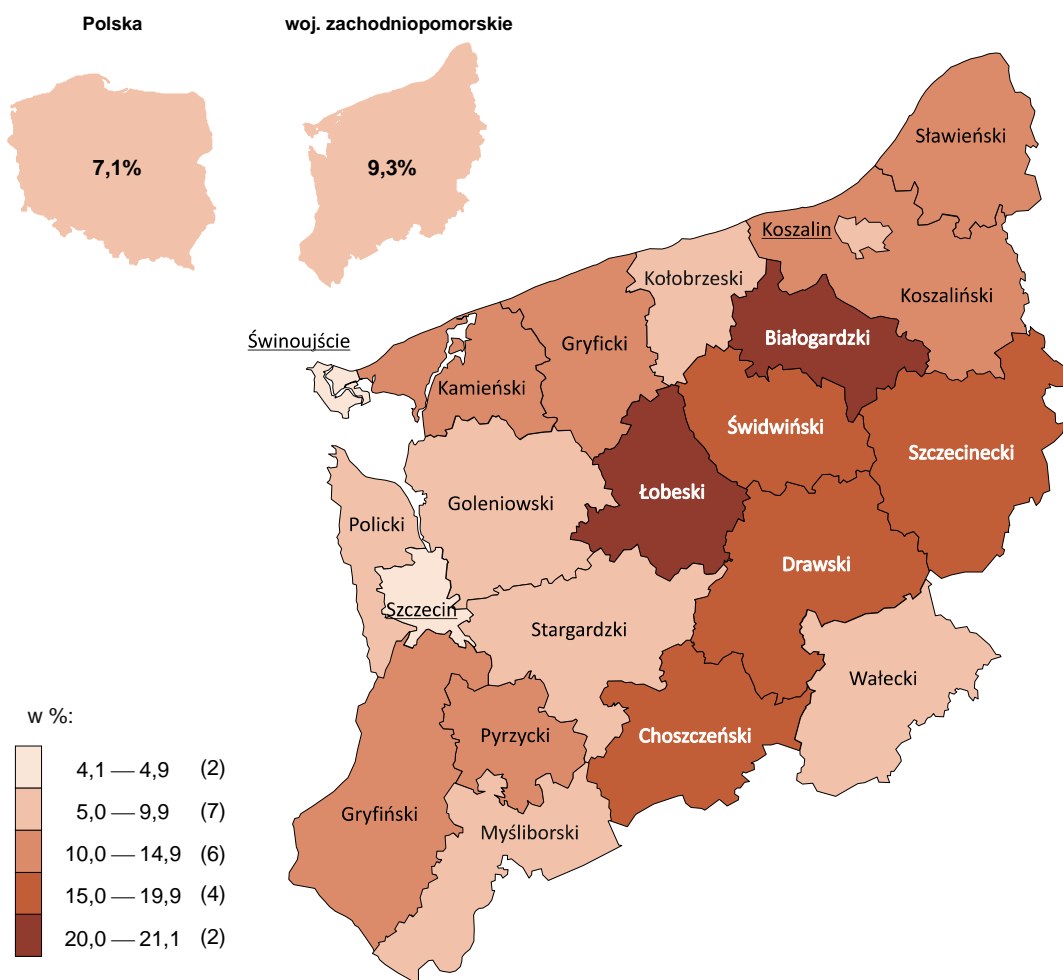 Polska
woj. zachodniopomorskie
7,1%
9,3%
Sławieński
Koszalin
Kołobrzeski
Koszaliński
Białogardzki
Świnoujście
Gryficki
Kamieński
Świdwiński
Szczecinecki
Łobeski
Goleniowski
Policki
Drawski
Szczecin
Stargardzki
Wałecki
Choszczeński
Pyrzycki
Gryfiński
Myśliborski
w %:
4,1 — 4,9 (2)
5,0 — 9,9 (7)
10,0 — 14,9 (6)
15,0 — 19,9 (4)
20,0 — 21,1 (2)